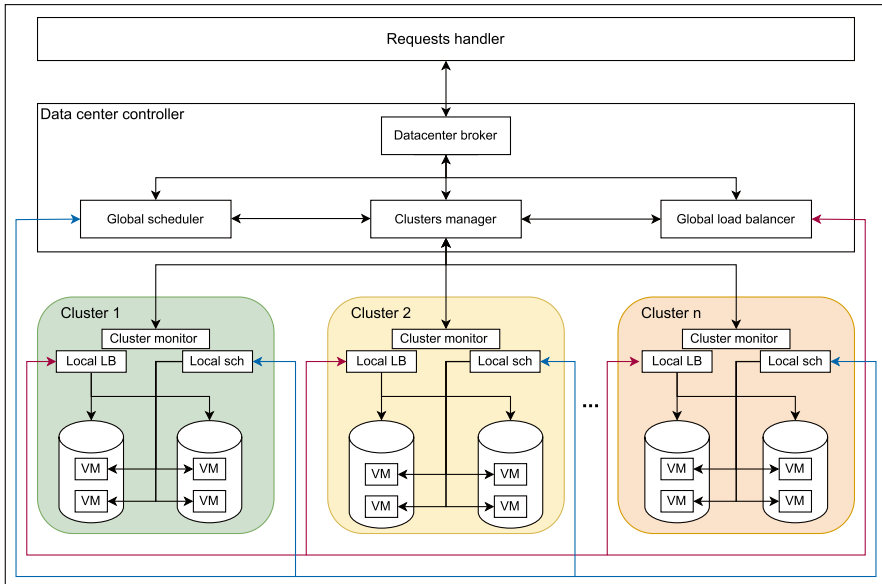 Requests handler
Data center controller
Datacenter broker
Global scheduler
Clusters manager
Global load balancer
Cluster 1
Cluster monitor
Local LB
Local sch
VM
VM
VM
VM
Cluster 2
Cluster monitor
Local LB
Local sch
VM
VM
VM
VM
...
Cluster n
Cluster monitor
Local LB
Local sch
VM
VM
VM
VM